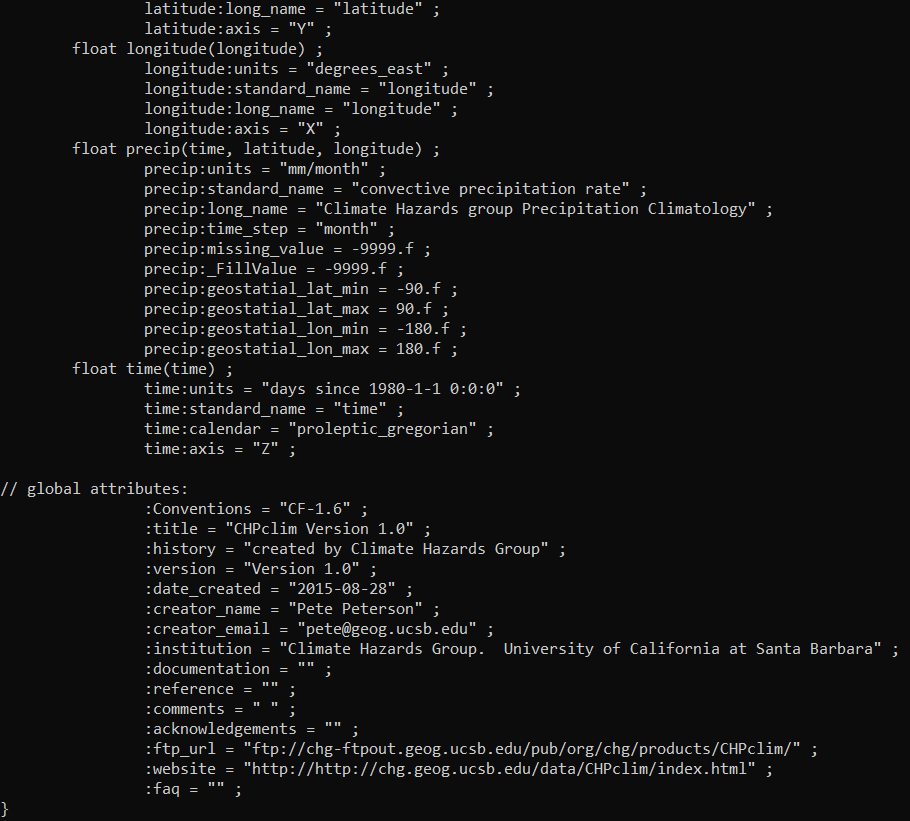 latitude:long_name = "latitude" ;
latitude:axis = "Y" ;
float longitude(longitude) ;
longitude:units = "degrees_east" ;
longitude:standard_name = "longitude" ;
longitude:long_name = "longitude" ;
longitude:axis = "X" ;
float precip(time, latitude, longitude) ;
precip:units = "mm/month" ;
precip:standard_name = "convective precipitation rate" ;
precip:long_name = "Climate Hazards group Precipitation Climatology" ;
precip:time_step = "month" ;
precip:missing_value = -9999.f ;
precip:_FillValue = -9999.f ;
precip:geostatial_lat_min = -90.f ;
precip:geostatial_lat_max = 90.f ;
precip:geostatial_lon_min = -180.f ;
precip:geostatial_lon_max = 180.f ;
float time(time) ;
time:units = "days since 1980-1-1 0:0:0" ;
time:standard_name = "time" ;
time:calendar = "proleptic_gregorian" ;
time:axis = "Z" ;
// global attributes:
:Conventions = "CF-1.6" ;
:title = "CHPclim Version 1.0" ;
:history = "created by Climate Hazards Group" ;
:version = "Version 1.0" ;
:date_created = "2015-08-28" ;
:creator_name = "Pete Peterson" ;
:creator_email = "pete@geog.ucsb.edu" ;
:institution = "Climate Hazards Group.  University of California at Santa Barbara" ;
:documentation = "" ;
:reference = "" ;
:comments = " " ;
:acknowledgements = "" ;
:ftp_url = "ftp://chg-ftpout.geog.ucsb.edu/pub/org/chg/products/CHPclim/" ;
:website = "http://http://chg.geog.ucsb.edu/data/CHPclim/index.html" ;
:faq = "" ;
}